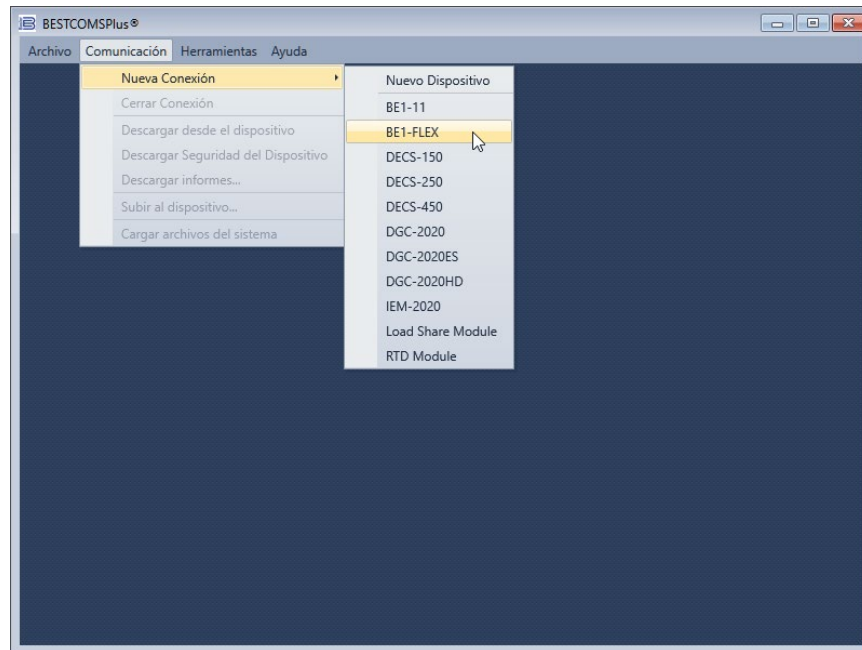 BESTCOMSPlus®
Archivo Comunicación Herramientas Ayuda
Nueva Conexión
Cerrar Conexión
Descargar desde el dispositivo
Descargar Seguridad del Dispositivo
Descargar informes...
Subir al dispositivo...
Cargar archivos del sistema
Nuevo Dispositivo
BE1-11
BE1-FLEX
DECS-150
DECS-250
DECS-450
DGC-2020
DGC-2020ES
DGC-2020HD
IEM-2020
Load Share Module
RTD Module